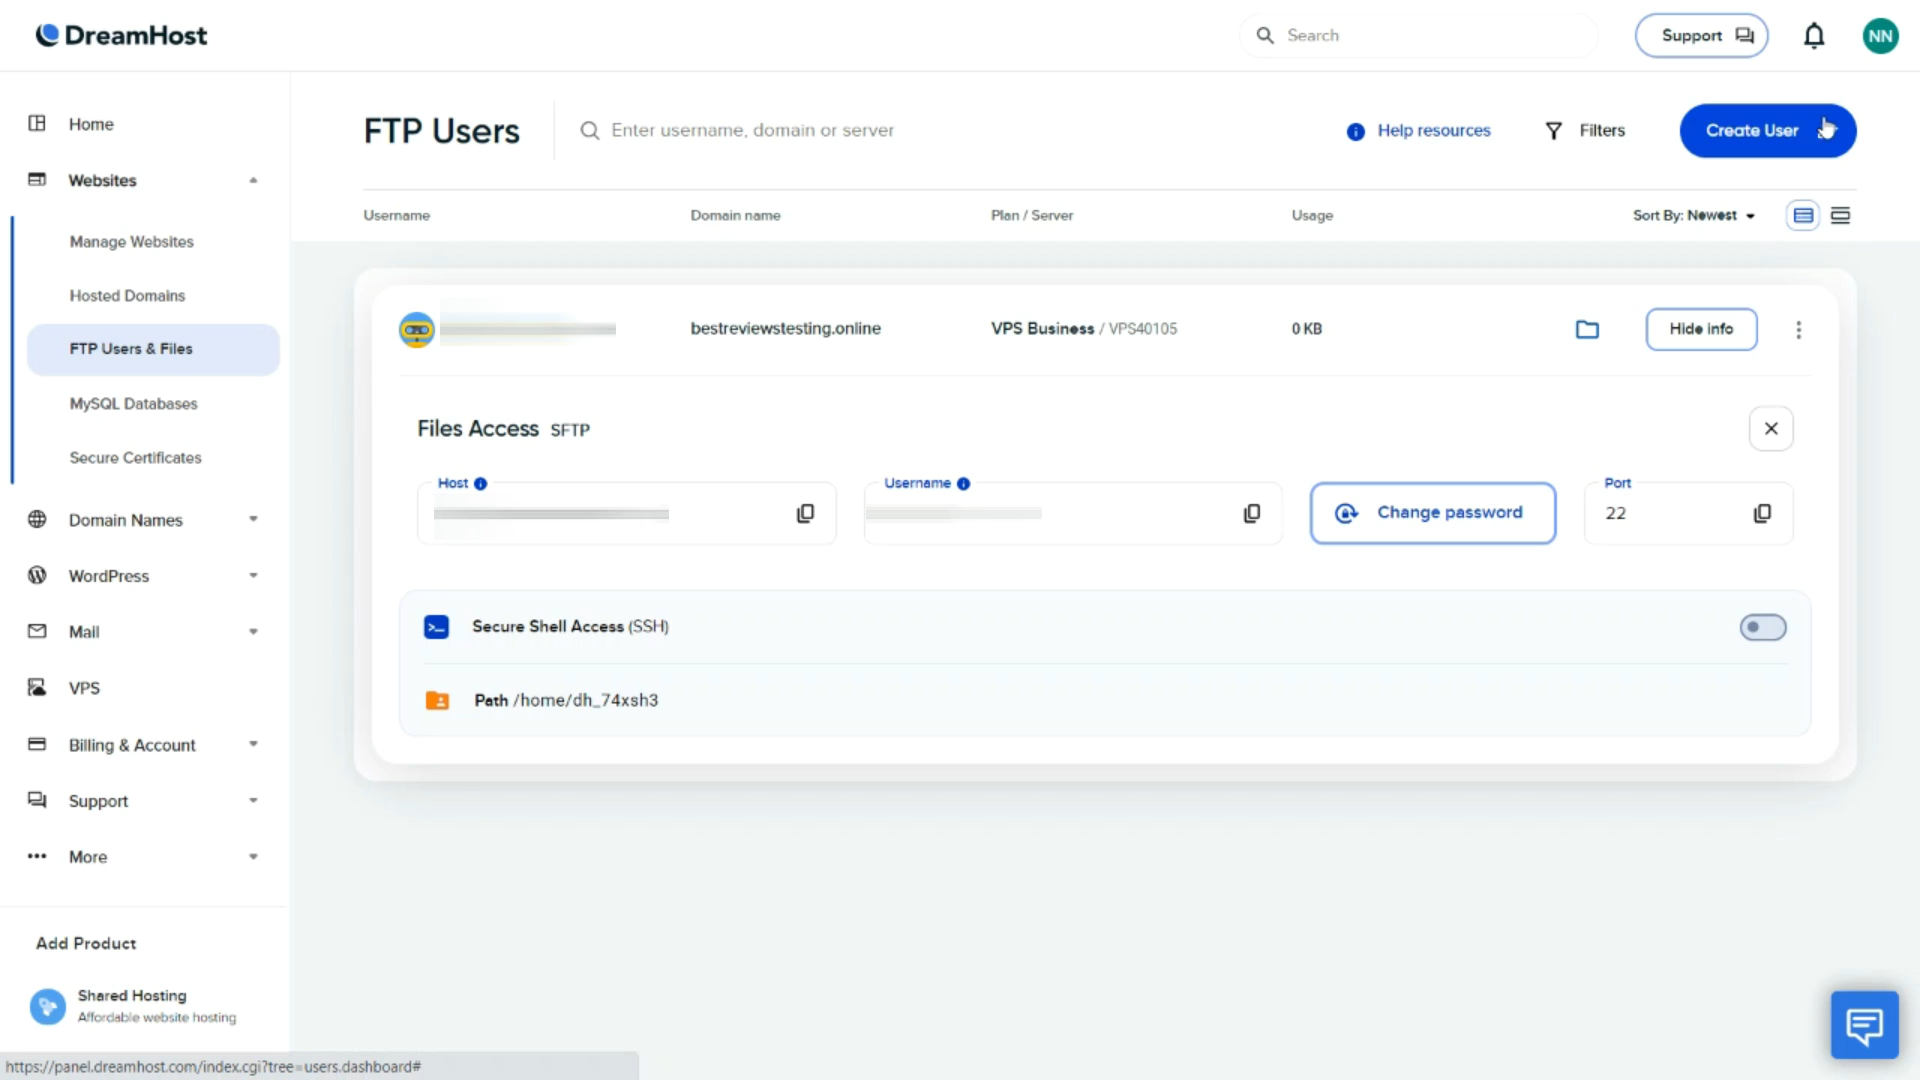 DreamHost
Search
Support
NN
Home
Websites
Manage Websites
Hosted Domains
FTP Users & Files
MySQL Databases
Secure Certificates
Domain Names
WordPress
Mail
VPS
Billing & Account
Support
More
Add Product
Shared Hosting
Affordable website hosting
https://panel.dreamhost.com/index.cgi?tree=users.dashboard#
FTP Users
Enter username, domain or server
Help resources
Filters
Create User
Username
Domain name
Plan / Server
Usage
Sort By: Newest
bestreviewstesting.online
VPS Business / VPS40105
0 KB
Hide info
Files Access SFTP
Host
Username
Change password
Port
22
Secure Shell Access (SSH)
Path /home/dh_74xsh3